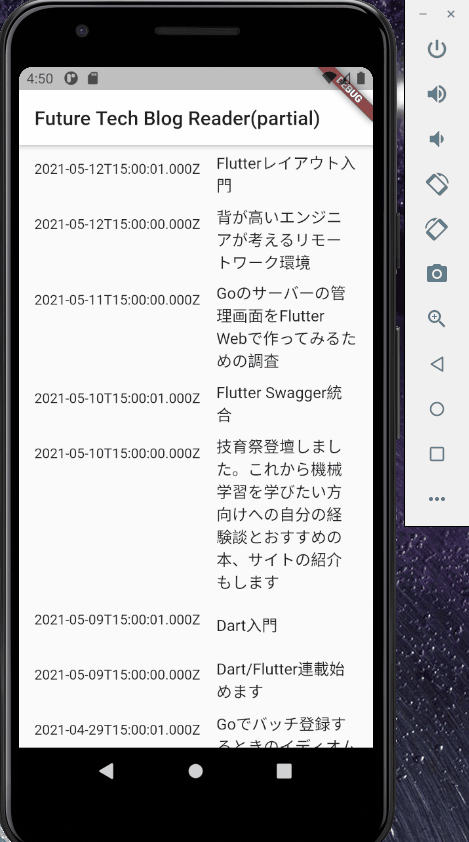 4:50
DEBUG
Future Tech Blog Reader(partial)
2021-05-12T15:00:01.000Z
Flutterレイアウト入
門
2021-05-12T15:00:00.000Z
背が高いエンジニ
アが考えるリモー
トワーク環境
2021-05-11T15:00:00.000Z
Goのサーバーの管
理画面をFlutter
Webで作ってみるた
めの調査
2021-05-10T15:00:01.000Z
Flutter Swagger統
合
2021-05-10T15:00:00.000Z
技育祭登壇しまし
た。これから機械
学習を学びたい方
向けへの自分の経
験談とおすすめの
本、サイトの紹介
もします
2021-05-09T15:00:01.000Z
Dart入門
2021-05-09T15:00:00.000Z
Dart/Flutter連載始
めます
2021-04-29T15:00:01.000Z
Goでバッチ登録す
るときのイディオム